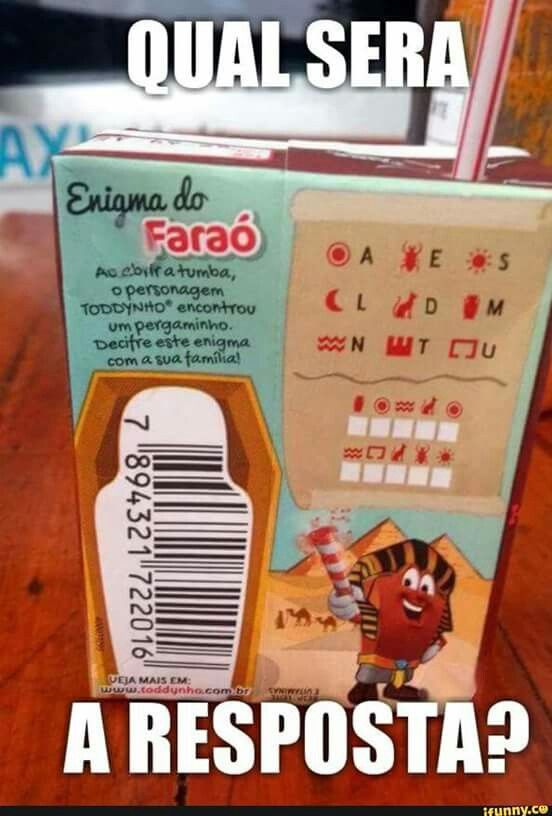 QUAL SERA
AX
Enigma do
Faraó
Ao abrir a tumba,
o personagem
TODDYNHO® encontrou
um pergaminho.
Decifre este enigma
com a sua família!
A E S
L D M
N T U
7 894321 722016
VEJA MAIS EM:
www.toddynho.com.br
A RESPOSTA?
ifunny.co